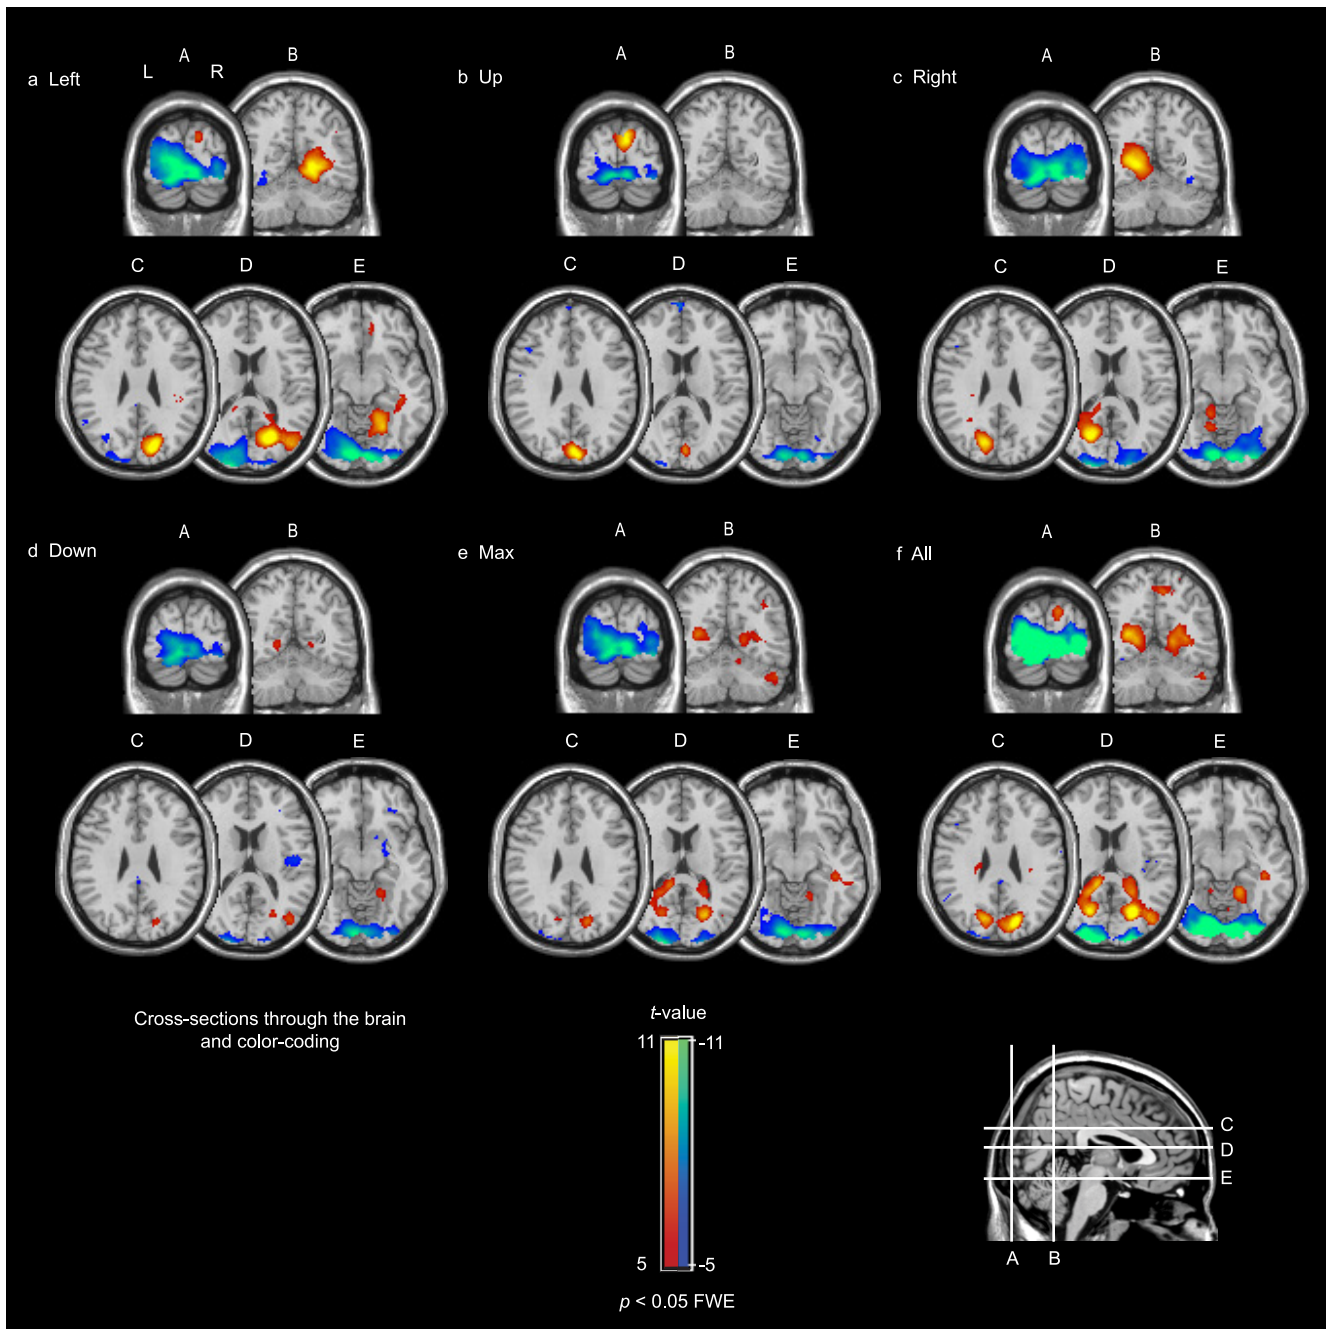 A B A B A B
L R
a Left b Up c Right
C D E C D E C D E
A B A B A B
d Down e Max f All
C D E C D E C D E
Cross-sections through the brain
and color-coding
t-value
11 -11
5 -5
p < 0.05 FWE
C
D
E
A B